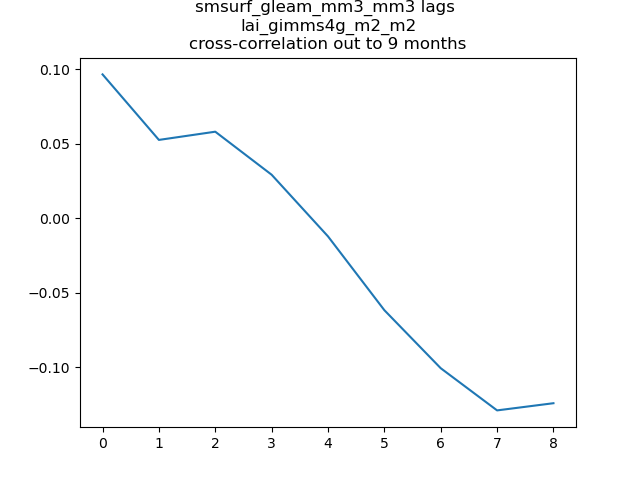 smsurf_gleam_mm3_mm3 lags
lai_gimms4g_m2_m2
cross-correlation out to 9 months
0.10
0.05
0.00
−0.05
−0.10
0 1 2 3 4 5 6 7 8